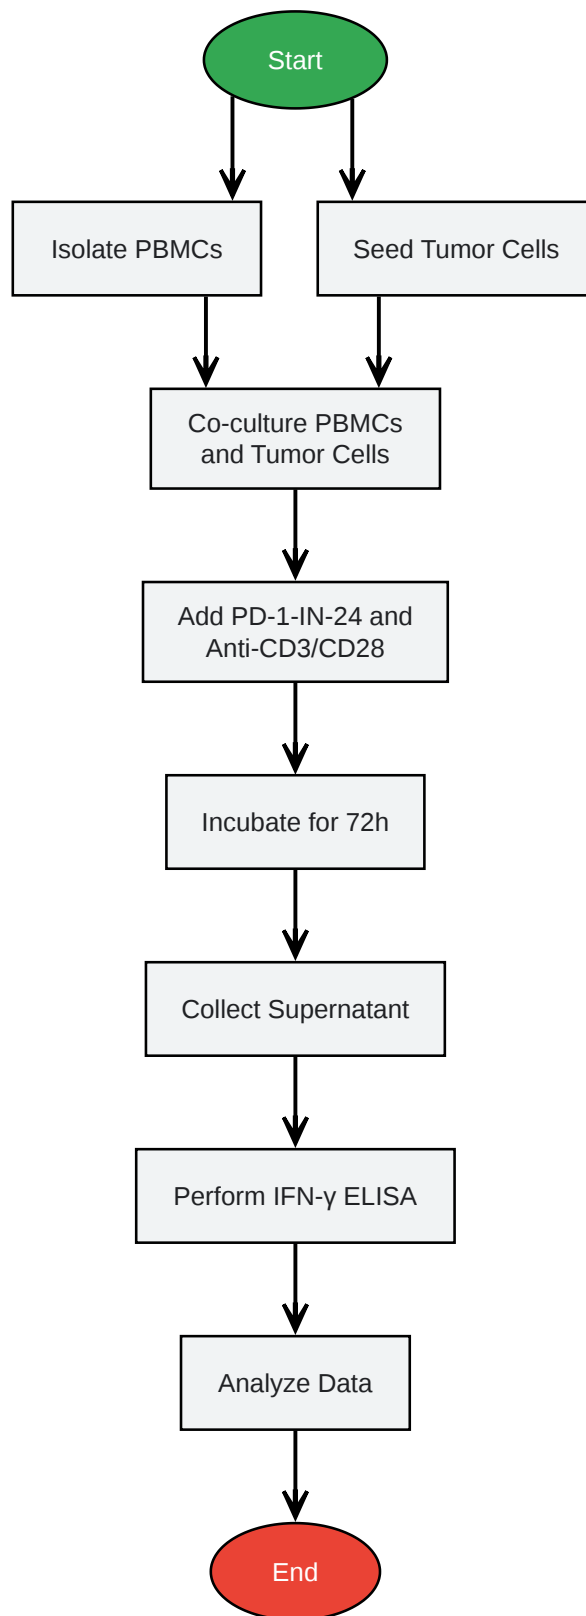 Start
Isolate PBMCs
Seed Tumor Cells
Co-culture PBMCs
and Tumor Cells
Add PD-1-IN-24 and
Anti-CD3/CD28
Incubate for 72h
Collect Supernatant
Perform IFN-γ ELISA
Analyze Data
End